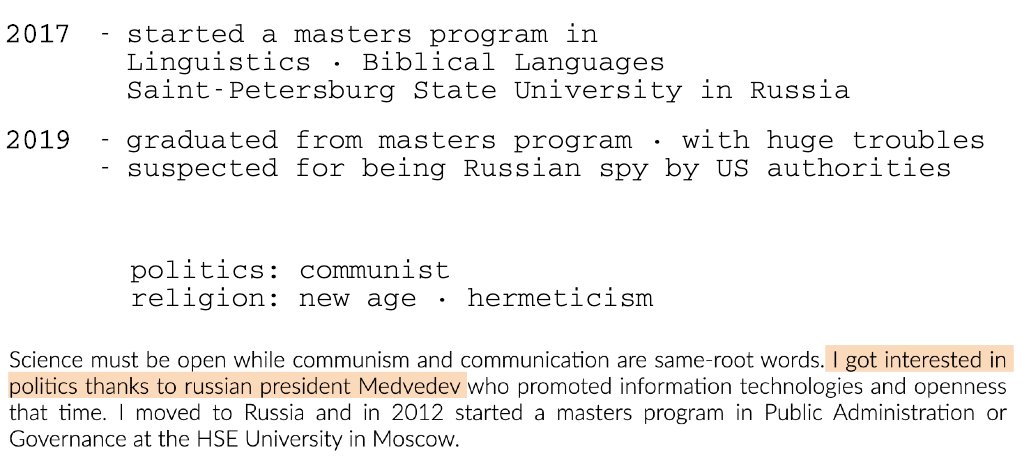 2017 - started a masters program in
Linguistics · Biblical Languages
Saint-Petersburg State University in Russia
2019 - graduated from masters program · with huge troubles
- suspected for being Russian spy by US authorities
politics: communist
religion: new age · hermeticism
Science must be open while communism and communication are same-root words. I got interested in
politics thanks to russian president Medvedev who promoted information technologies and openness
that time. I moved to Russia and in 2012 started a masters program in Public Administration or
Governance at the HSE University in Moscow.